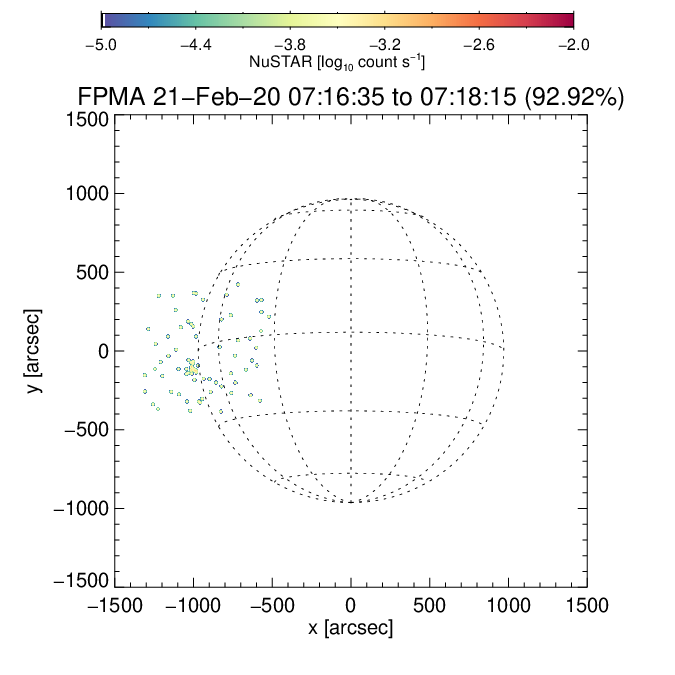 −5.0 −4.4 −3.8 −3.2 −2.6 −2.0
NuSTAR [log₁₀ count s⁻¹]
FPMA 21−Feb−20 07:16:35 to 07:18:15 (92.92%)
1500
1000
500
0
−500
−1000
−1500
y [arcsec]
−1500 −1000 −500 0 500 1000 1500
x [arcsec]